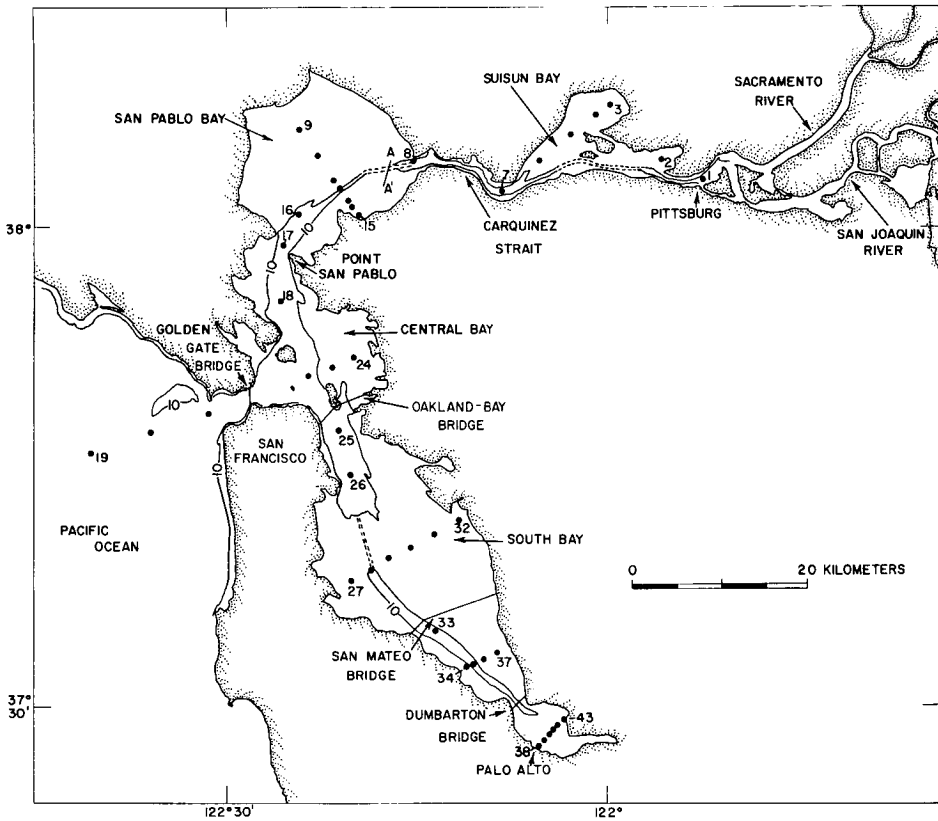 SUISUN BAY
SACRAMENTO
RIVER
SAN PABLO BAY
3
9
A
8
A'
7
2
1
16
15
PITTSBURG
CARQUINEZ
STRAIT
SAN JOAQUIN
RIVER
38°
17
10
10
POINT
SAN PABLO
18
GOLDEN
GATE
BRIDGE
CENTRAL BAY
24
10
OAKLAND-BAY
BRIDGE
SAN
FRANCISCO
25
19
10
26
PACIFIC
OCEAN
32
SOUTH BAY
27
10
0
20 KILOMETERS
33
SAN MATEO
BRIDGE
34
37
37°
30'
DUMBARTON
BRIDGE
43
38
PALO ALTO
122° 30'
122°